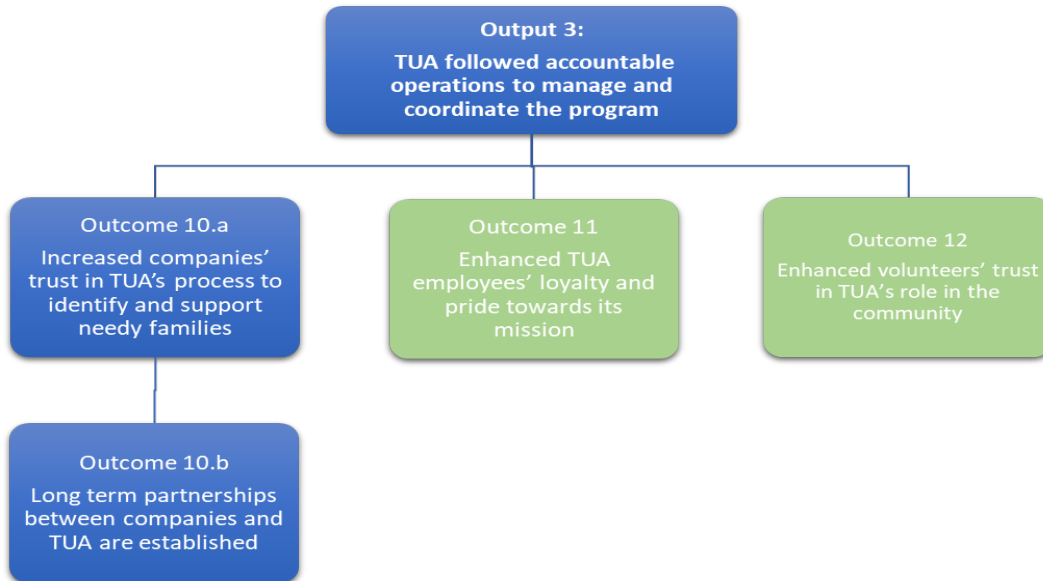 Output 3:
TUA followed accountable
operations to manage and
coordinate the program
Outcome 10.a
Increased companies’
trust in TUA’s process to
identify and support
needy families
Outcome 11
Enhanced TUA
employees’ loyalty and
pride towards its
mission
Outcome 12
Enhanced volunteers’ trust
in TUA’s role in the
community
Outcome 10.b
Long term partnerships
between companies and
TUA are established